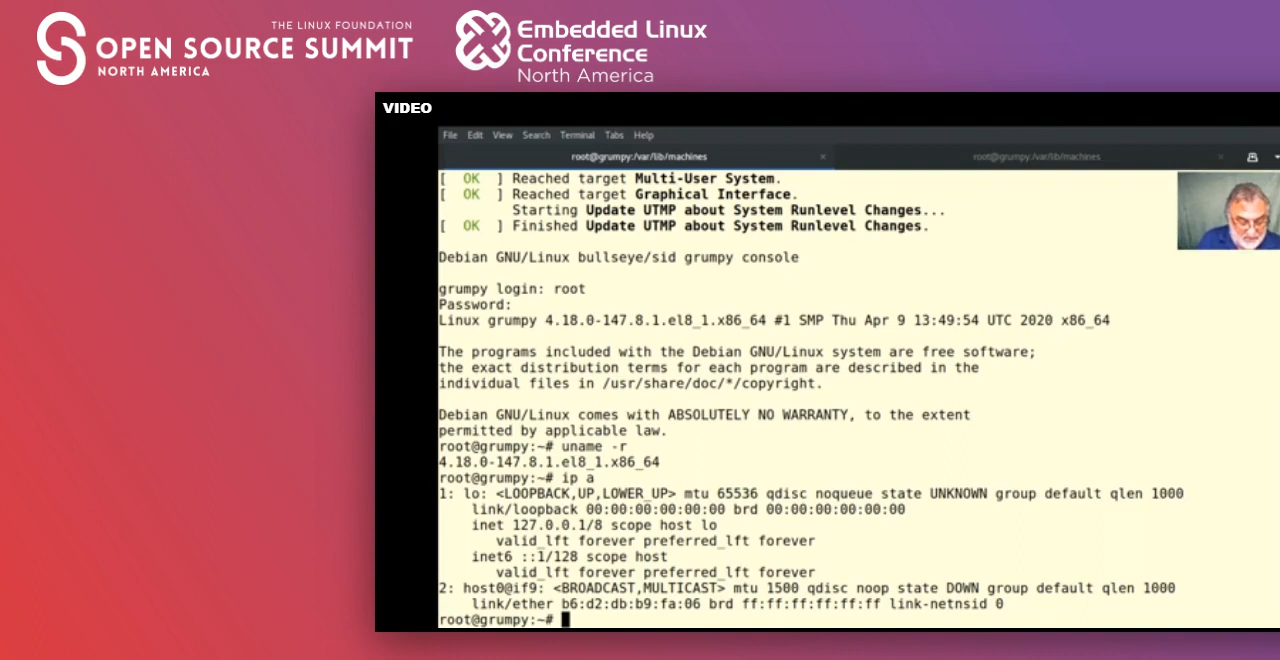 THE LINUX FOUNDATION
OPEN SOURCE SUMMIT
NORTH AMERICA
Embedded Linux
Conference
North America
VIDEO
File Edit View Search Terminal Tabs Help
root@grumpy:/var/lib/machines × root@grumpy:/var/lib/machines ×
[  OK  ] Reached target Multi-User System.
[  OK  ] Reached target Graphical Interface.
         Starting Update UTMP about System Runlevel Changes...
[  OK  ] Finished Update UTMP about System Runlevel Changes.
Debian GNU/Linux bullseye/sid grumpy console
grumpy login: root
Password:
Linux grumpy 4.18.0-147.8.1.el8_1.x86_64 #1 SMP Thu Apr 9 13:49:54 UTC 2020 x86_64
The programs included with the Debian GNU/Linux system are free software;
the exact distribution terms for each program are described in the
individual files in /usr/share/doc/*/copyright.
Debian GNU/Linux comes with ABSOLUTELY NO WARRANTY, to the extent
permitted by applicable law.
root@grumpy:~# uname -r
4.18.0-147.8.1.el8_1.x86_64
root@grumpy:~# ip a
1: lo: <LOOPBACK,UP,LOWER_UP> mtu 65536 qdisc noqueue state UNKNOWN group default qlen 1000
    link/loopback 00:00:00:00:00:00 brd 00:00:00:00:00:00
    inet 127.0.0.1/8 scope host lo
       valid_lft forever preferred_lft forever
    inet6 ::1/128 scope host
       valid_lft forever preferred_lft forever
2: host0@if9: <BROADCAST,MULTICAST> mtu 1500 qdisc noop state DOWN group default qlen 1000
    link/ether b6:d2:db:b9:fa:06 brd ff:ff:ff:ff:ff:ff link-netnsid 0
root@grumpy:~#